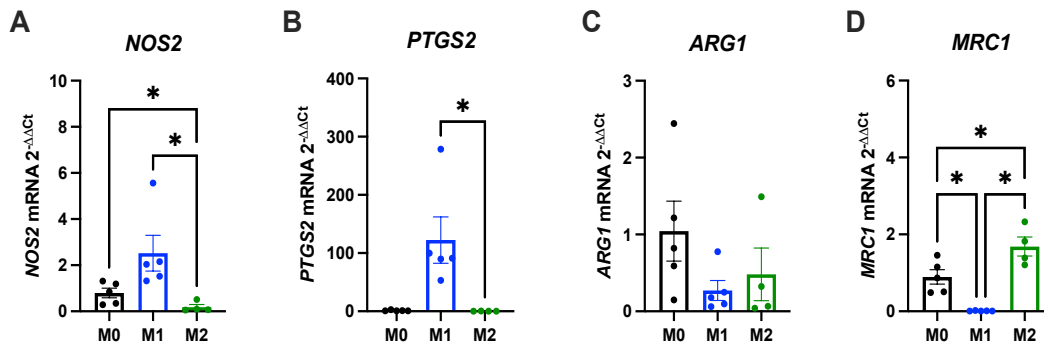 A
NOS2
NOS2 mRNA 2^-ΔΔCt
10
8
6
4
2
0
*
*
M0 M1 M2
B
PTGS2
PTGS2 mRNA 2^-ΔΔCt
400
300
200
100
0
*
M0 M1 M2
C
ARG1
ARG1 mRNA 2^-ΔΔCt
3
2
1
0
M0 M1 M2
D
MRC1
MRC1 mRNA 2^-ΔΔCt
6
4
2
0
*
*
*
M0 M1 M2